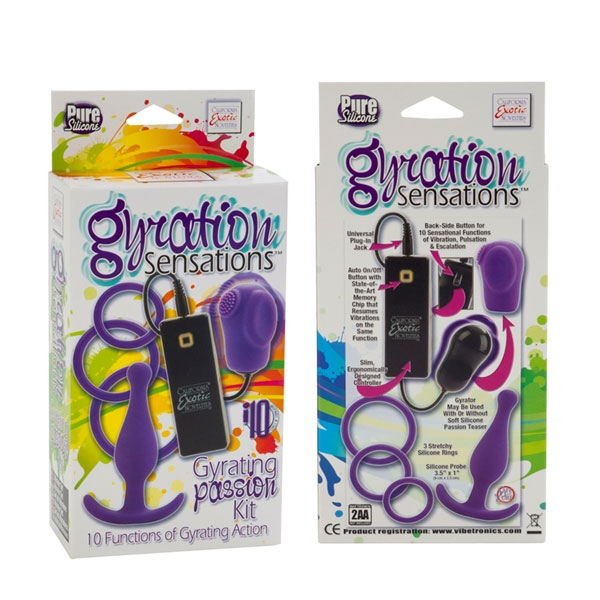 Pure
Silicone
CALIFORNIA
Exotic
NOVELTIES
gyration
Sensations™
CALIFORNIA
Exotic
NOVELTIES
i10
Gyrating
passion
Kit
10 Functions of Gyrating Action
Pure
Silicone
CALIFORNIA
Exotic
NOVELTIES
gyration
Sensations™
Universal
Plug-In
Jack
Back-Side Button for
10 Sensational Functions
of Vibration, Pulsation
& Escalation
Auto On/Off
Button with
State-of-
the-Art
Memory
Chip that
Resumes
Vibrations
on the
Same
Function
CALIFORNIA
Exotic
NOVELTIES
Slim,
Ergonomically
Designed
Controller
Gyrator
May Be Used
With Or Without
Soft Silicone
Passion Teaser
3 Stretchy
Silicone Rings
Silicone Probe
3.5" x 1"
2AA
CE Product registration: www.vibetronics.com